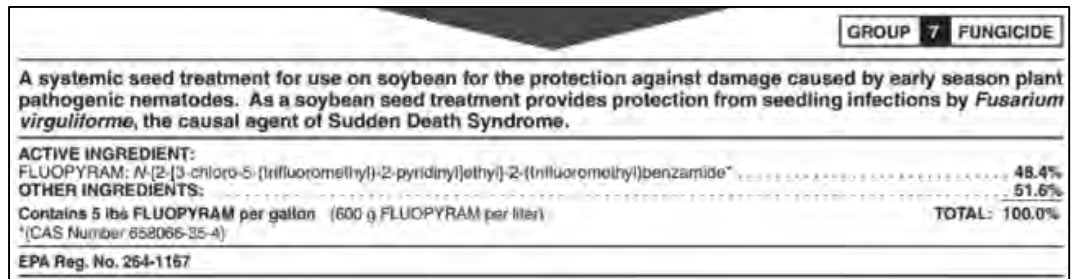 GROUP 7 FUNGICIDE
A systemic seed treatment for use on soybean for the protection against damage caused by early season plant
pathogenic nematodes. As a soybean seed treatment provides protection from seedling infections by Fusarium
virguliforme, the causal agent of Sudden Death Syndrome.
ACTIVE INGREDIENT:
FLUOPYRAM: N-[2-[3-chloro-5-(trifluoromethyl)-2-pyridinyl]ethyl]-2-(trifluoromethyl)benzamide* . . . . . . . . . . . . . . . . . . . . . . . . . . . 48.4%
OTHER INGREDIENTS: . . . . . . . . . . . . . . . . . . . . . . . . . . . . . . . . . . . . . . . . . . . . . . . . . . . . . . . . . . . . . . . 51.6%
Contains 5 lbs FLUOPYRAM per gallon (600 g FLUOPYRAM per liter) TOTAL: 100.0%
*(CAS Number 658066-35-4)
EPA Reg. No. 264-1167